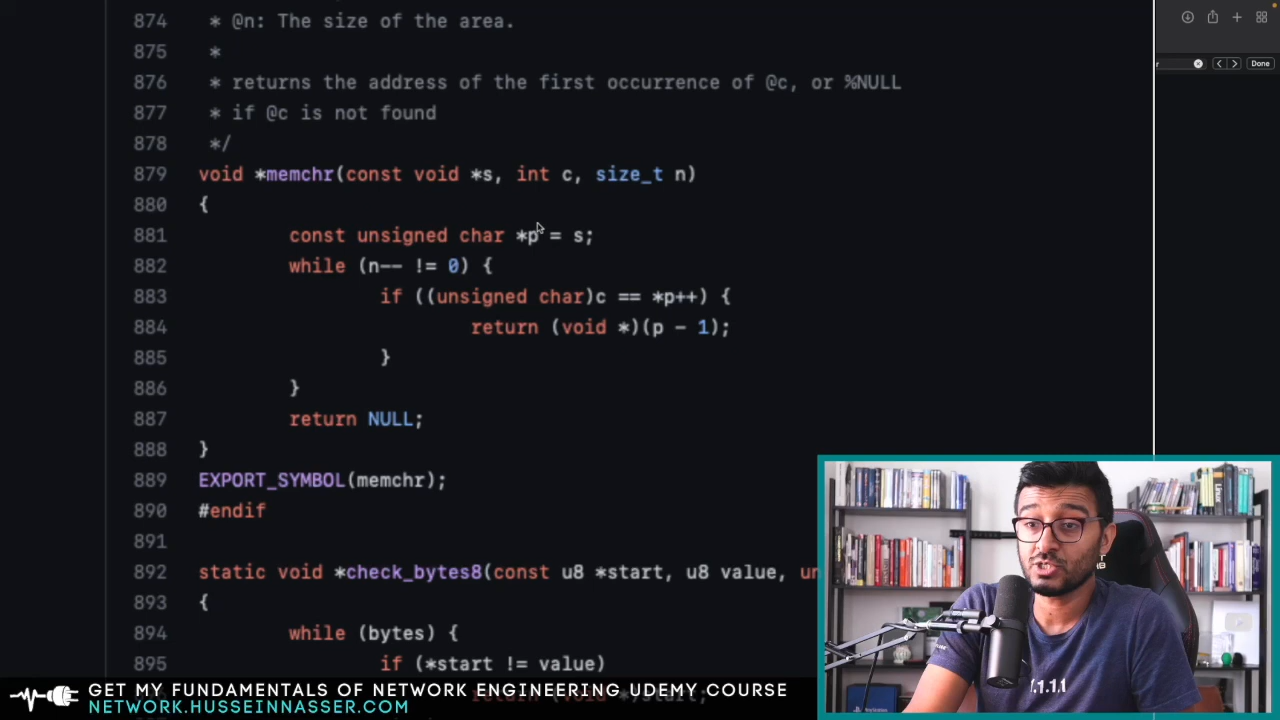 874 * @n: The size of the area.
875 *
876 * returns the address of the first occurrence of @c, or %NULL
877 * if @c is not found
878 */
879 void *memchr(const void *s, int c, size_t n)
880 {
881 const unsigned char *p = s;
882 while (n-- != 0) {
883 if ((unsigned char)c == *p++) {
884 return (void *)(p - 1);
885 }
886 }
887 return NULL;
888 }
889 EXPORT_SYMBOL(memchr);
890 #endif
891
892 static void *check_bytes8(const u8 *start, u8 value, un
893 {
894 while (bytes) {
895 if (*start != value)
return (void *)start;
Done
1.1.1
GET MY FUNDAMENTALS OF NETWORK ENGINEERING UDEMY COURSE
NETWORK.HUSSEINNASSER.COM